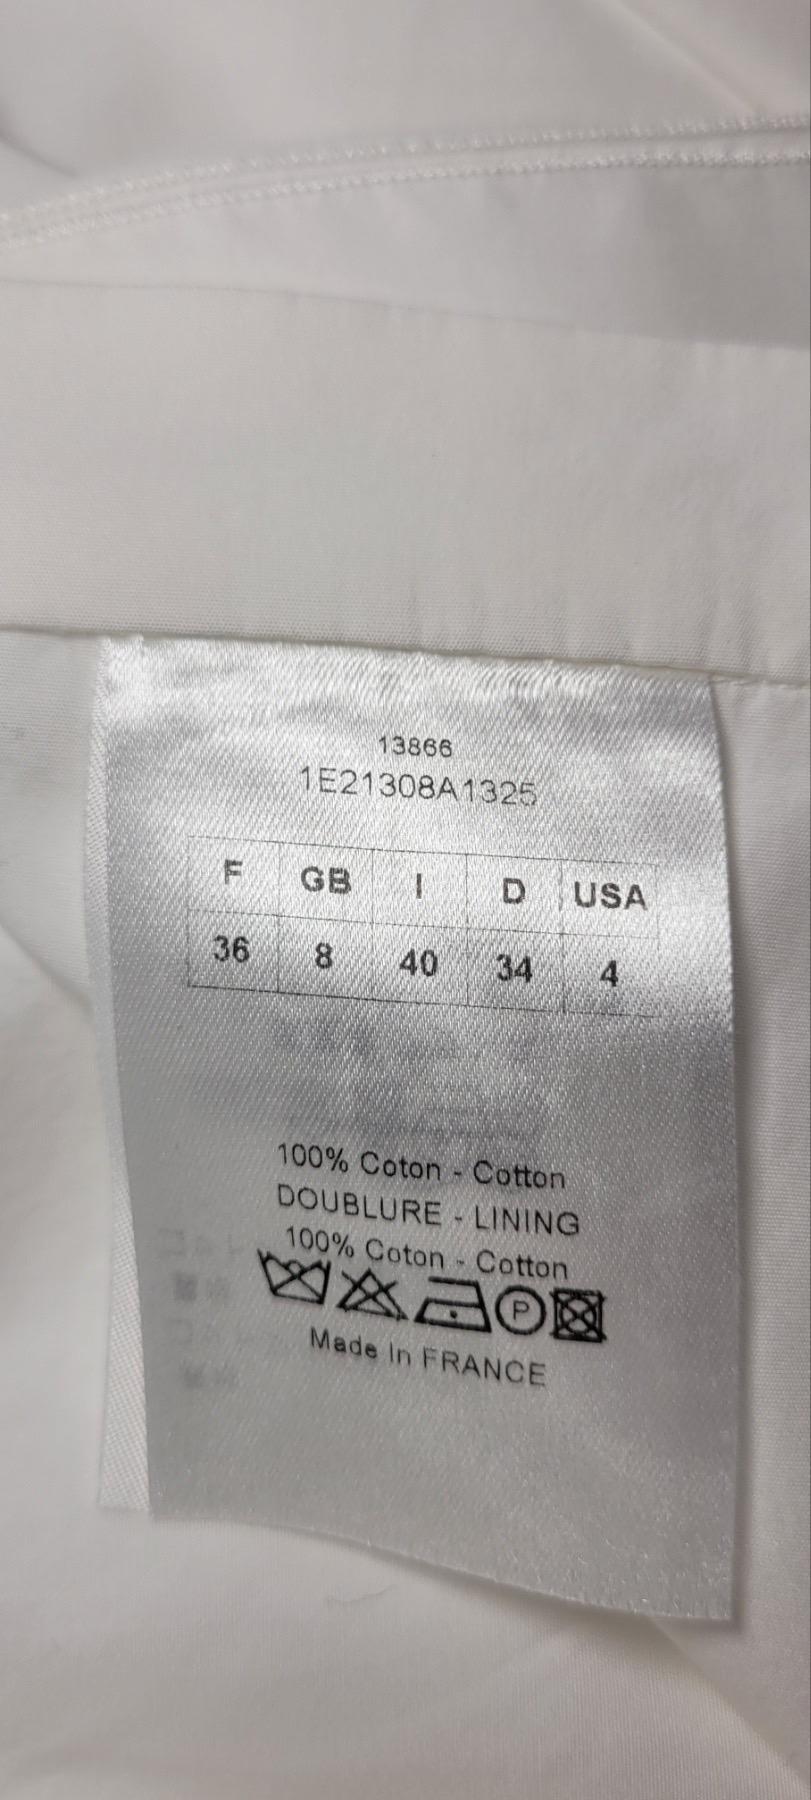 13866
1E21308A1325
F GB I D USA
36 8 40 34 4
100% Coton - Cotton
DOUBLURE - LINING
100% Coton - Cotton
P
Made In FRANCE